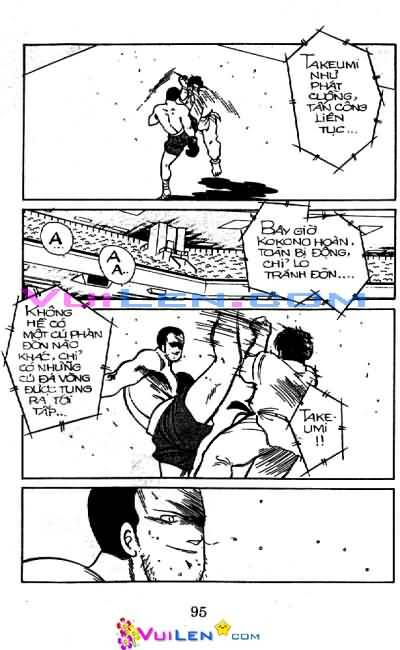 TAKEUMI
NHƯ
PHÁT
CUỒNG,
TẤN CÔNG
LIÊN
TỤC...
A...
A...
A...
BÂY GIỜ
KOKONO HOÀN
TOÀN BỊ ĐỘNG,
CHỈ LO
TRÁNH ĐÒN....
VUILEN.COM
KHÔNG
HỀ CÓ
MỘT CÚ PHẢN
ĐÒN NÀO
KHÁC, CHỈ
CÓ NHỮNG
CÚ ĐÁ VÒNG
ĐƯỢC TUNG
RA TỚI
TẤP...
TAKE-
UMI
!!
95
VUILEN.COM